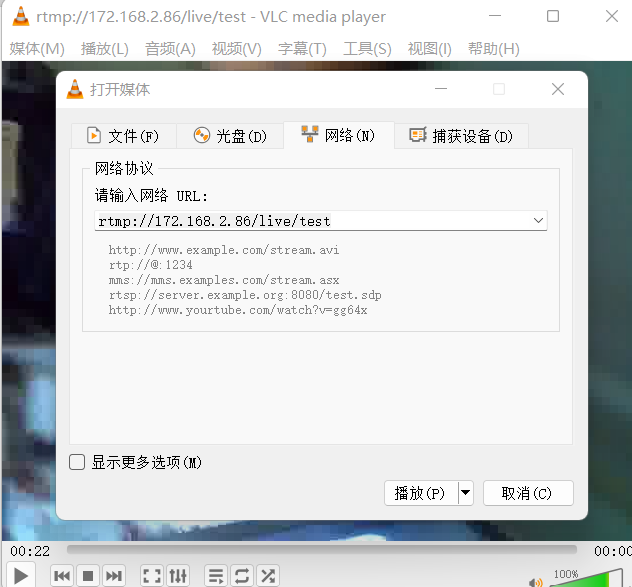 rtmp://172.168.2.86/live/test - VLC media player
媒体(M) 播放(L) 音频(A) 视频(V) 字幕(T) 工具(S) 视图(I) 帮助(H)
打开媒体
文件(F) 光盘(D) 网络(N) 捕获设备(D)
网络协议
请输入网络 URL:
rtmp://172.168.2.86/live/test
http://www.example.com/stream.avi
rtp://@:1234
mms://mms.examples.com/stream.asx
rtsp://server.example.org:8080/test.sdp
http://www.yourtube.com/watch?v=gg64x
显示更多选项(M)
播放(P) 取消(C)
00:22 00:00
100%